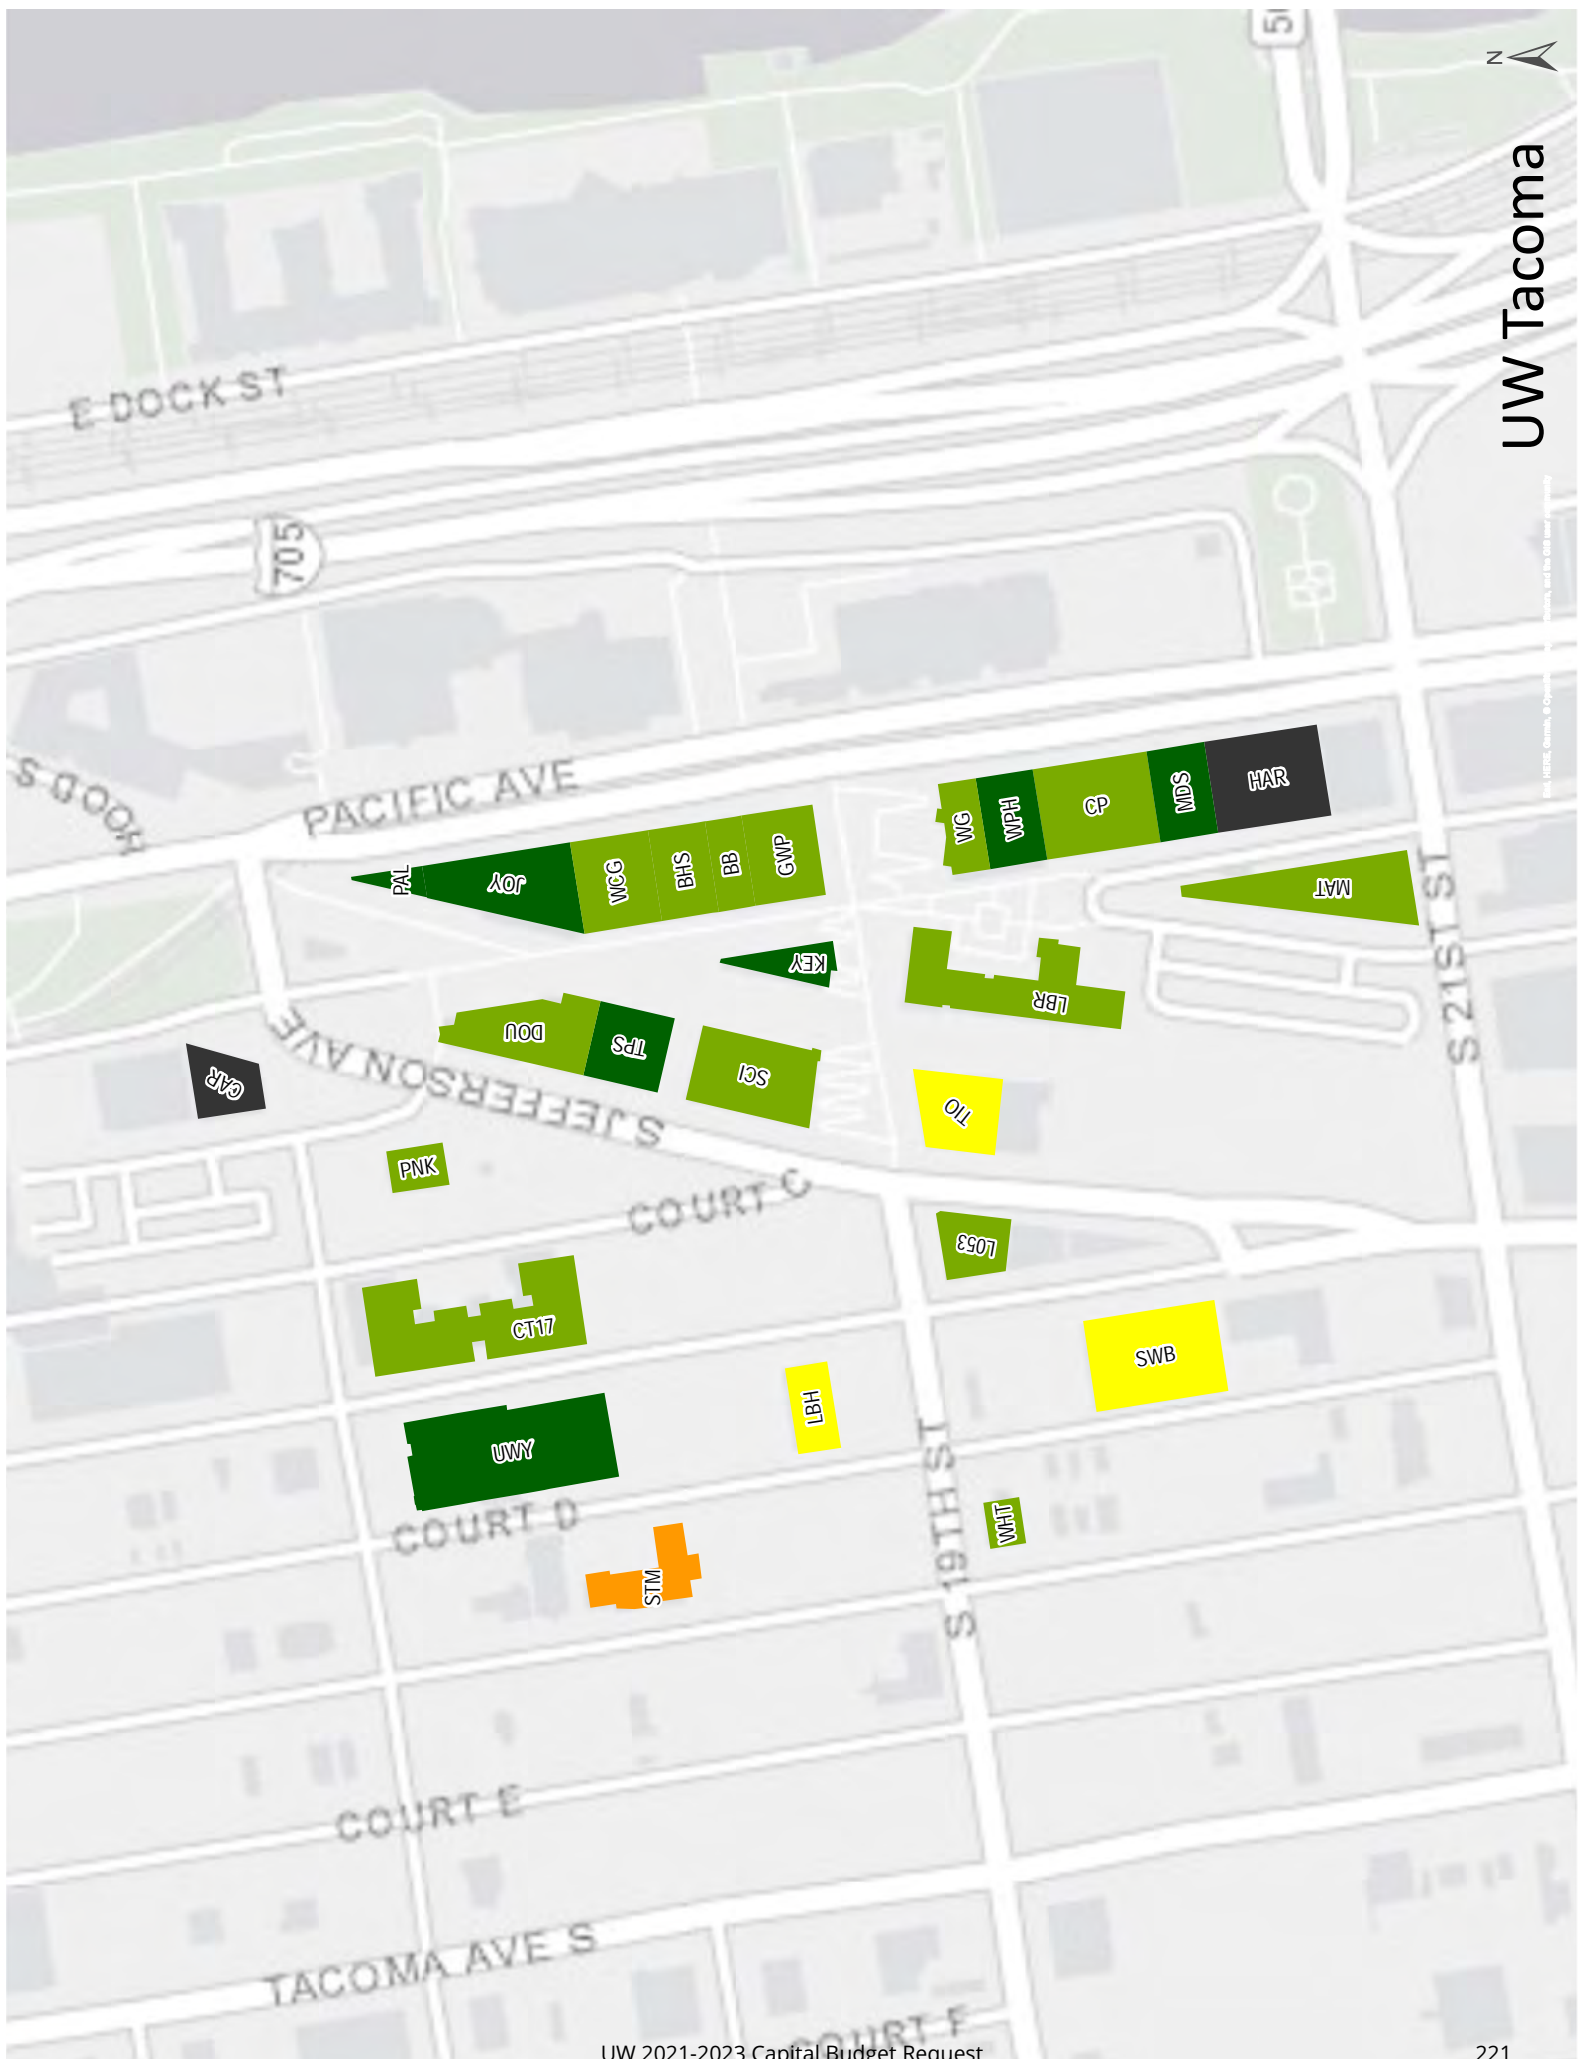 50
N
UW Tacoma
E DOCK ST
705
PACIFIC AVE
HAR
MDS
CP
WPH
WG
GWP
BB
BHS
WCG
JOY
PAL
MAT
S 21ST ST
KEY
LBR
DOU
TPS
SCI
CAR
S JEFFERSON AVE
TIO
PNK
COURT C
L053
CT17
SWB
LBH
UWY
COURT D
S 19TH ST
WHT
STM
COURT E
TACOMA AVE S
COURT F
UW 2021-2023 Capital Budget Request
221